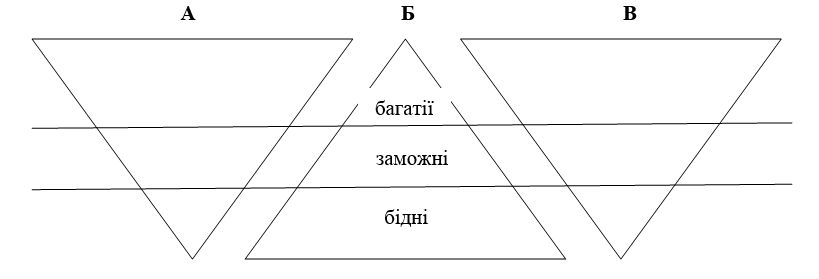 А Б В
багатії
заможні
бідні